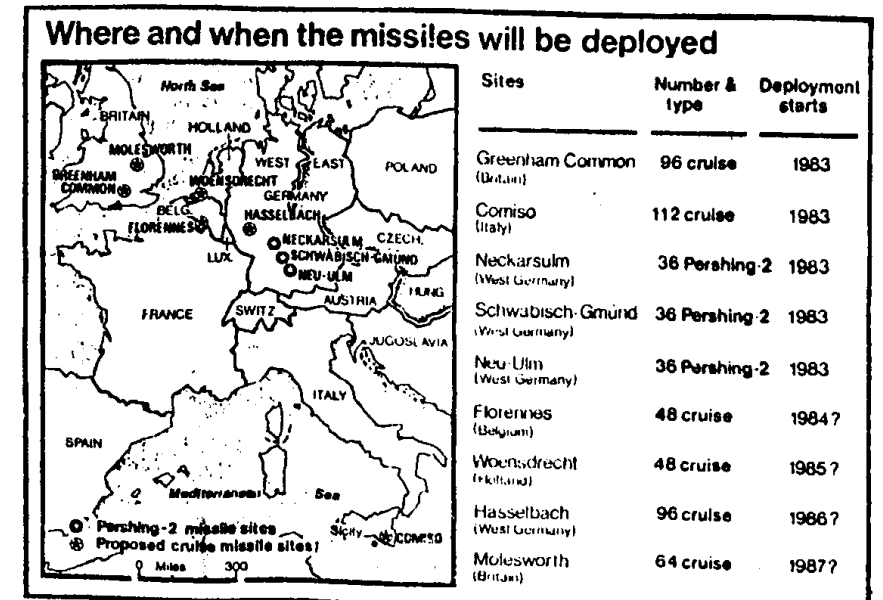 Where and when the missiles will be deployed
North Sea
BRITAIN
HOLLAND
MOLESWORTH
WEST
EAST
POLAND
GREENHAM
COMMON
WOENSDRECHT
GERMANY
BELG.
HASSELBACH
FLORENNES
NECKARSULM
CZECH.
LUX.
SCHWABISCH-GMUND
NEU-ULM
HUNG
AUSTRIA
FRANCE
SWITZ
JUGOSLAVIA
ITALY
SPAIN
Mediterranean Sea
Pershing-2 missile sites
Sicily
COMISO
Proposed cruise missile sites
0 Miles 300
Sites Number & type Deployment starts
Greenham Common 96 cruise 1983
(Britain)
Comiso 112 cruise 1983
(Italy)
Neckarsulm 36 Pershing-2 1983
(West Germany)
Schwabisch-Gmund 36 Pershing-2 1983
(West Germany)
Neu-Ulm 36 Pershing-2 1983
(West Germany)
Florennes 48 cruise 1984?
(Belgium)
Woensdrecht 48 cruise 1985?
(Holland)
Hasselbach 96 cruise 1986?
(West Germany)
Molesworth 64 cruise 1987?
(Britain)